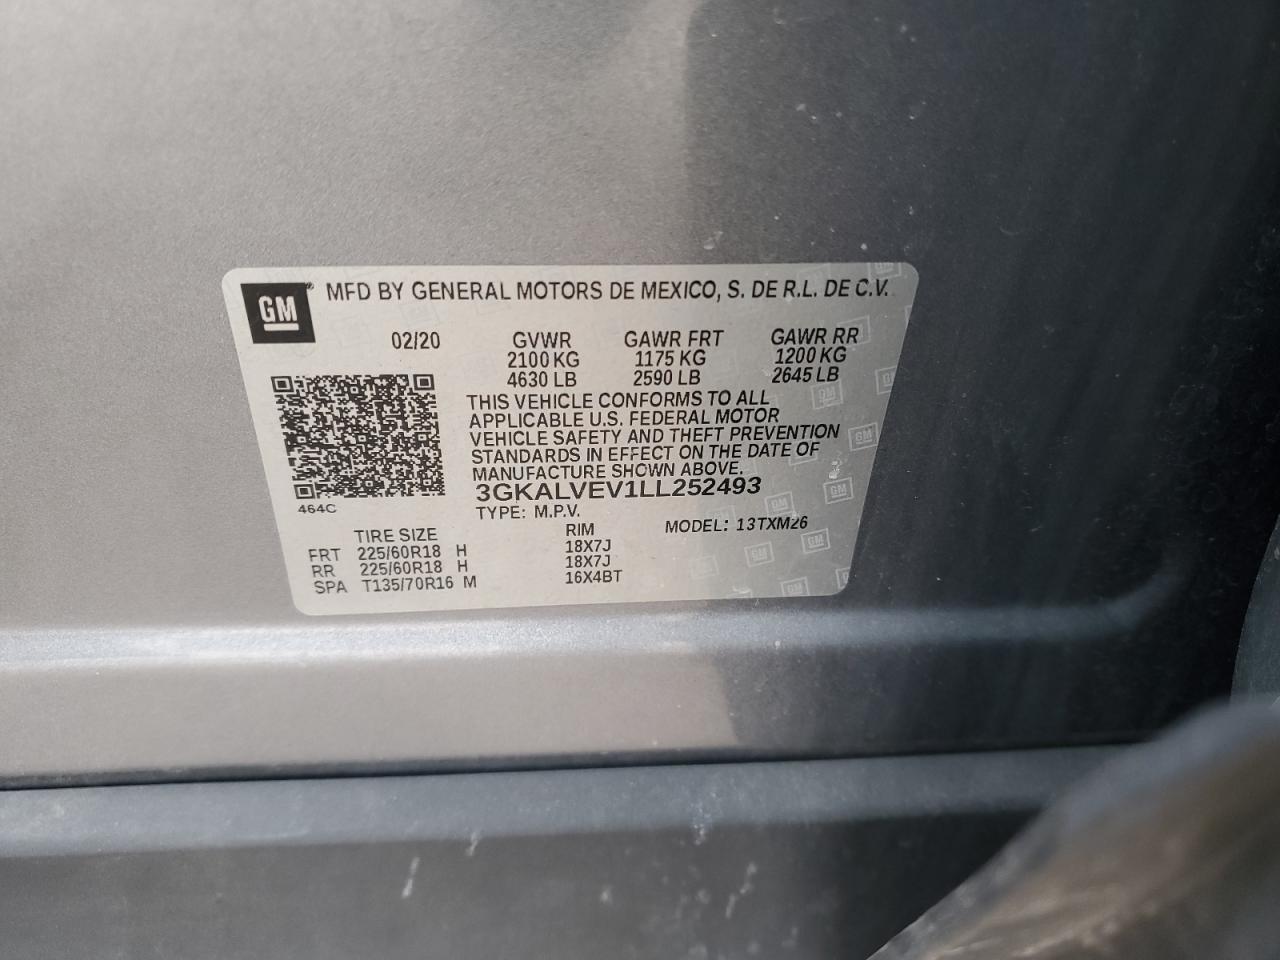 GM MFD BY GENERAL MOTORS DE MEXICO, S. DE R.L. DE C.V.
02/20 GVWR GAWR FRT GAWR RR
2100 KG 1175 KG 1200 KG
4630 LB 2590 LB 2645 LB
THIS VEHICLE CONFORMS TO ALL
APPLICABLE U.S. FEDERAL MOTOR
VEHICLE SAFETY AND THEFT PREVENTION
STANDARDS IN EFFECT ON THE DATE OF
MANUFACTURE SHOWN ABOVE.
3GKALVEV1LL252493
464C
TYPE: M.P.V.
TIRE SIZE RIM MODEL: 13TXM26
FRT 225/60R18 H 18X7J
RR 225/60R18 H 18X7J
SPA T135/70R16 M 16X4BT